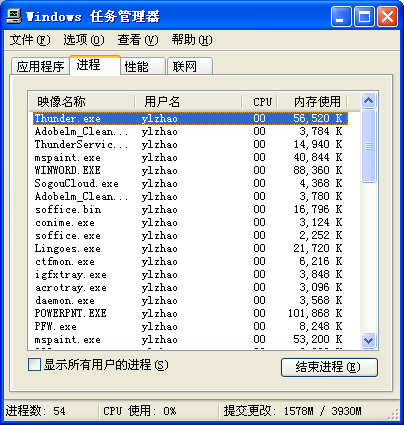 Windows 任务管理器
文件(F) 选项(O) 查看(V) 帮助(H)
应用程序 进程 性能 联网
映像名称 用户名 CPU 内存使用
Thunder.exe ylzhao 00 56,520 K
Adobelm_Clean... ylzhao 00 3,784 K
ThunderServic... ylzhao 00 14,940 K
mspaint.exe ylzhao 00 40,844 K
WINWORD.EXE ylzhao 00 88,360 K
SogouCloud.exe ylzhao 00 4,368 K
Adobelm_Clean... ylzhao 00 3,780 K
soffice.bin ylzhao 00 16,796 K
conime.exe ylzhao 00 3,124 K
soffice.exe ylzhao 00 2,252 K
Lingoes.exe ylzhao 00 21,720 K
ctfmon.exe ylzhao 00 6,216 K
igfxtray.exe ylzhao 00 3,848 K
acrotray.exe ylzhao 00 3,096 K
daemon.exe ylzhao 00 3,568 K
POWERPNT.EXE ylzhao 00 101,868 K
PFW.exe ylzhao 00 8,248 K
mspaint.exe ylzhao 00 53,200 K
显示所有用户的进程(S) 结束进程(E)
进程数: 54 CPU 使用: 0% 提交更改: 1578M / 3930M